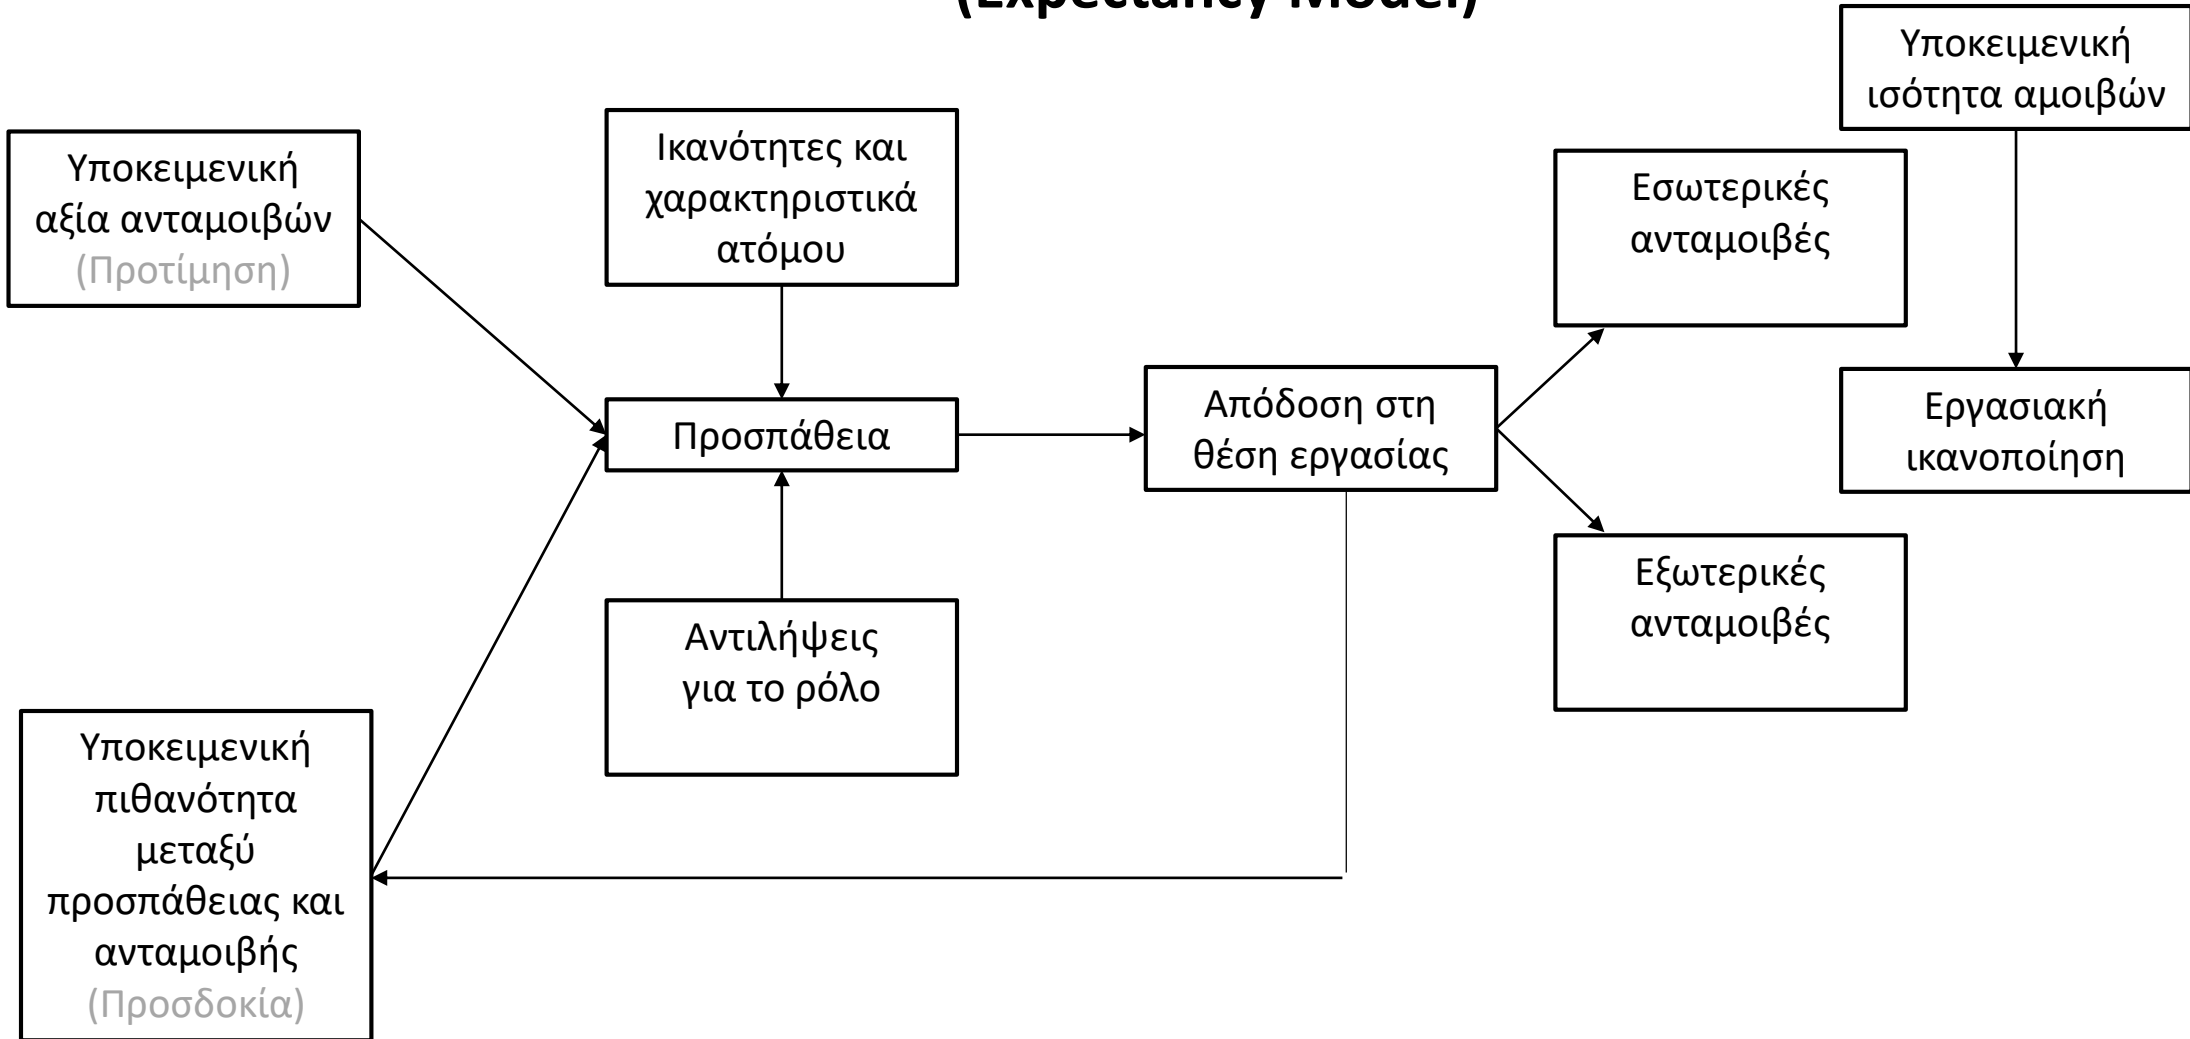 (Expectancy Model)
Υποκειμενική
ισότητα αμοιβών
Υποκειμενική
αξία ανταμοιβών
(Προτίμηση)
Ικανότητες και
χαρακτηριστικά
ατόμου
Εσωτερικές
ανταμοιβές
Προσπάθεια
Απόδοση στη
θέση εργασίας
Εργασιακή
ικανοποίηση
Αντιλήψεις
για το ρόλο
Εξωτερικές
ανταμοιβές
Υποκειμενική
πιθανότητα
μεταξύ
προσπάθειας και
ανταμοιβής
(Προσδοκία)